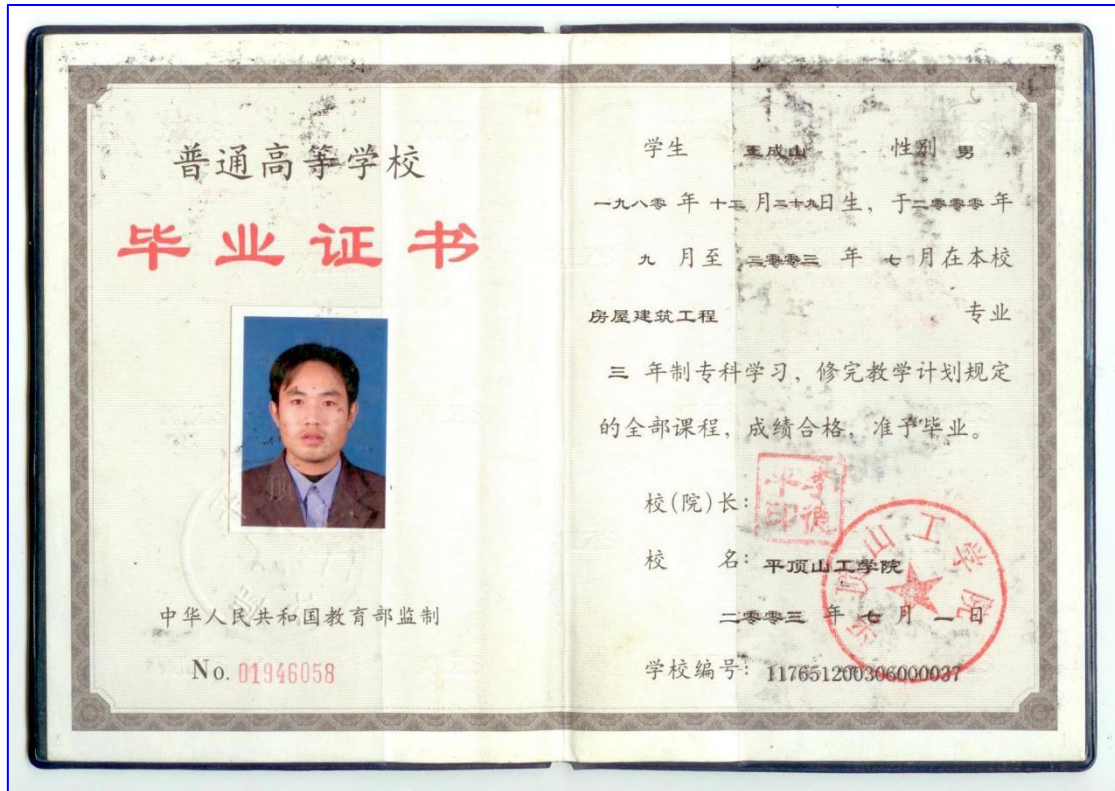 普通高等学校
毕业证书
中华人民共和国教育部监制
No. 01946058
学生 王成山 性别 男，
一九八零 年 十二 月二十九日生，于二零零零 年
九 月至 二零零三 年 七 月在本校
房屋建筑工程 专业
三 年制专科学习，修完教学计划规定
的全部课程，成绩合格，准予毕业。
校(院)长：
校 名：平顶山工学院
二零零三 年 七 月 一 日
学校编号：117651200306000037
平顶山工学院